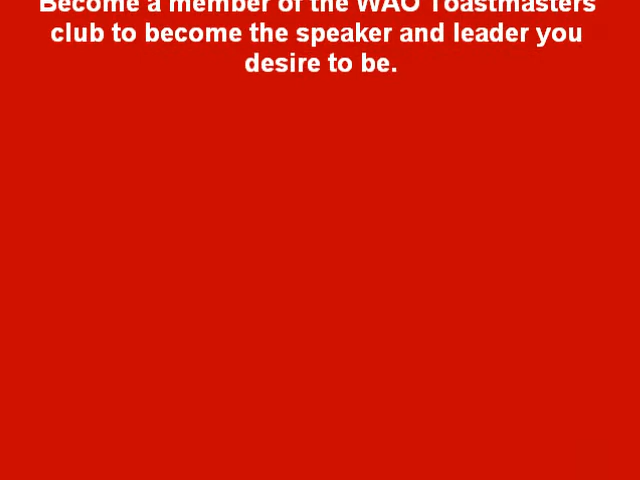 Become a member of the WAO Toastmasters
club to become the speaker and leader you
desire to be.